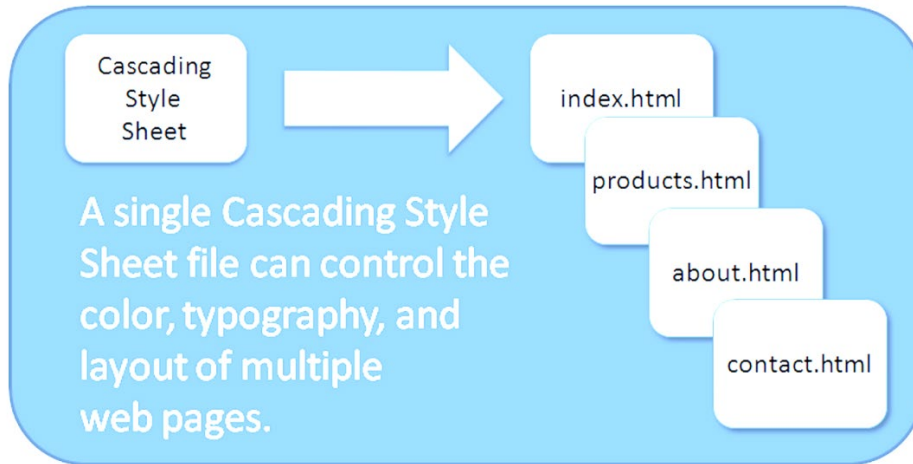 Cascading
Style
Sheet
index.html
products.html
about.html
contact.html
A single Cascading Style
Sheet file can control the
color, typography, and
layout of multiple
web pages.